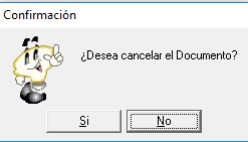 Confirmación
¿Desea cancelar el Documento?
Si
No